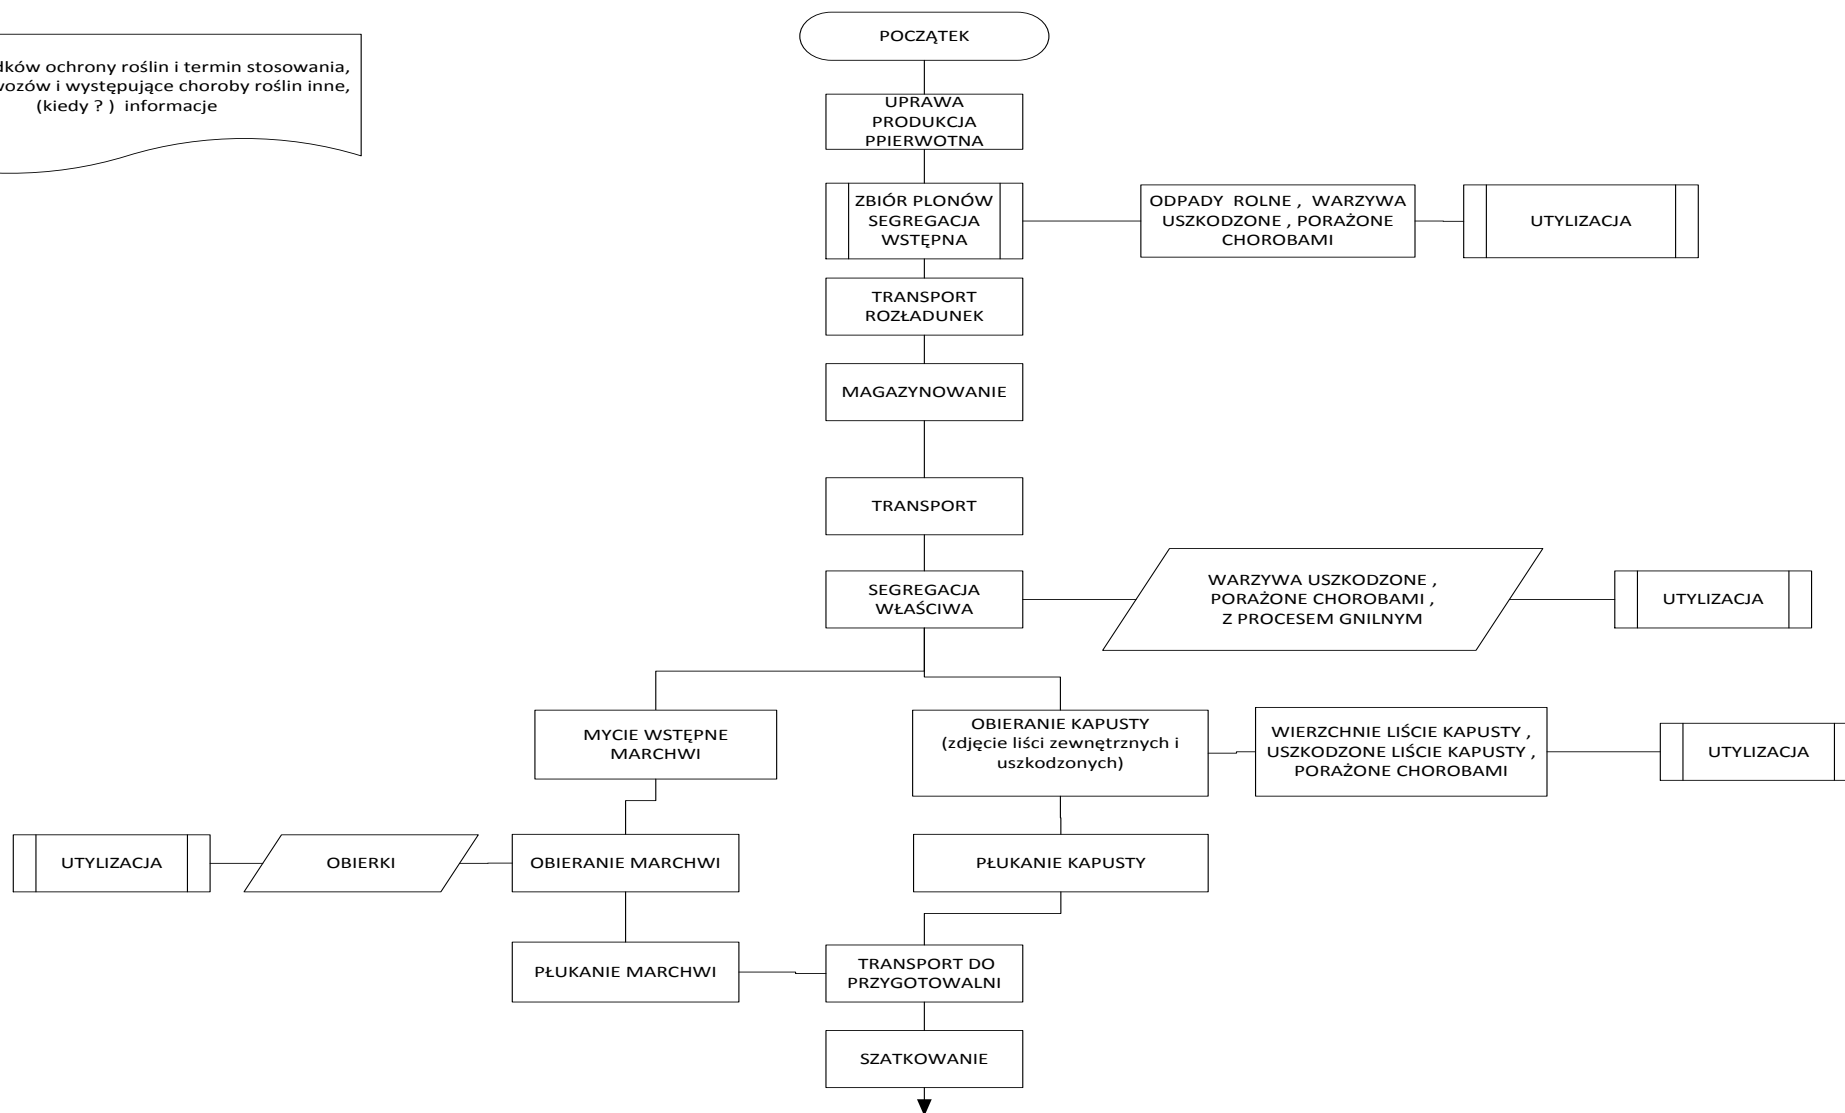 POCZĄTEK
ochrony roślin i termin stosowania,
i występujące choroby roślin inne,
(kiedy ? ) informacje
UPRAWA
PRODUKCJA
PPIERWOTNA
ZBIÓR PLONÓW
SEGREGACJA
WSTĘPNA
ODPADY ROLNE , WARZYWA
USZKODZONE , PORAŻONE
CHOROBAMI
UTYLIZACJA
TRANSPORT
ROZŁADUNEK
MAGAZYNOWANIE
TRANSPORT
SEGREGACJA
WŁAŚCIWA
WARZYWA USZKODZONE ,
PORAŻONE CHOROBAMI ,
Z PROCESEM GNILNYM
UTYLIZACJA
MYCIE WSTĘPNE
MARCHWI
OBIERANIE KAPUSTY
(zdjęcie liści zewnętrznych i
uszkodzonych)
WIERZCHNIE LIŚCIE KAPUSTY ,
USZKODZONE LIŚCIE KAPUSTY ,
PORAŻONE CHOROBAMI
UTYLIZACJA
UTYLIZACJA
OBIERKI
OBIERANIE MARCHWI
PŁUKANIE KAPUSTY
PŁUKANIE MARCHWI
TRANSPORT DO
PRZYGOTOWALNI
SZATKOWANIE